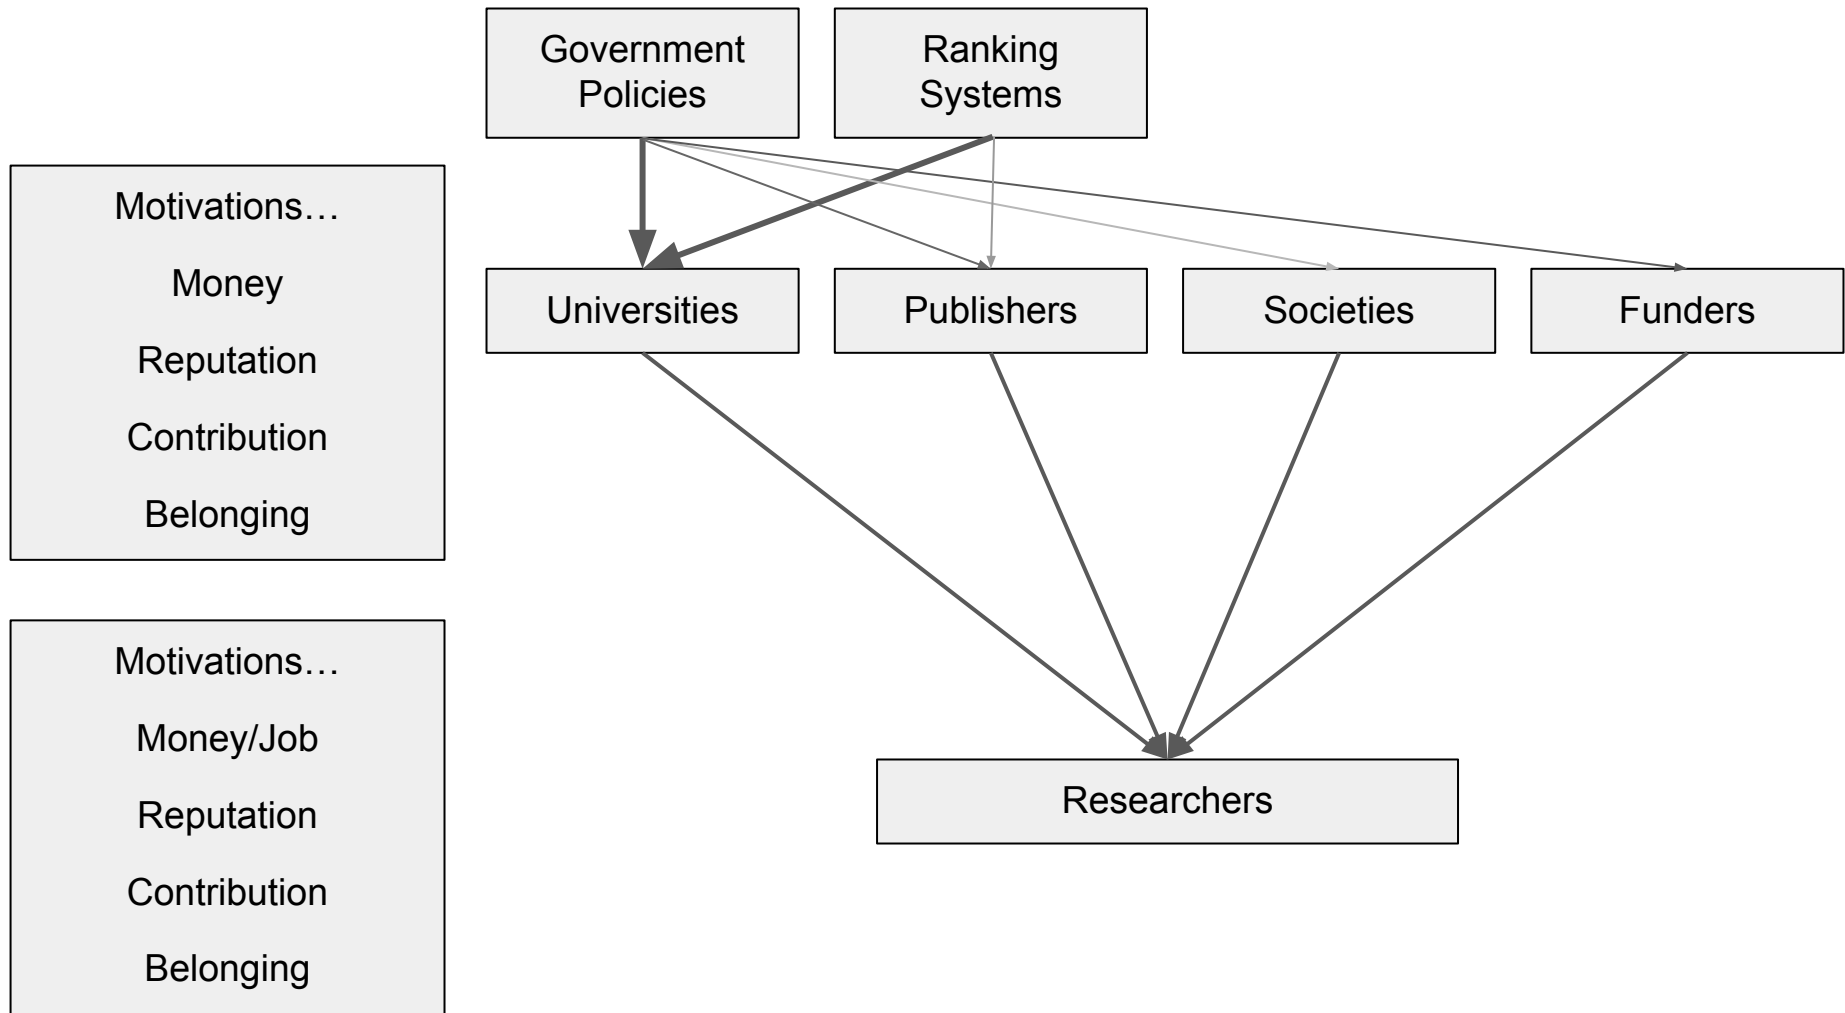 Government
Policies
Ranking
Systems
Motivations…
Money
Reputation
Contribution
Belonging
Universities
Publishers
Societies
Funders
Motivations…
Money/Job
Reputation
Contribution
Belonging
Researchers